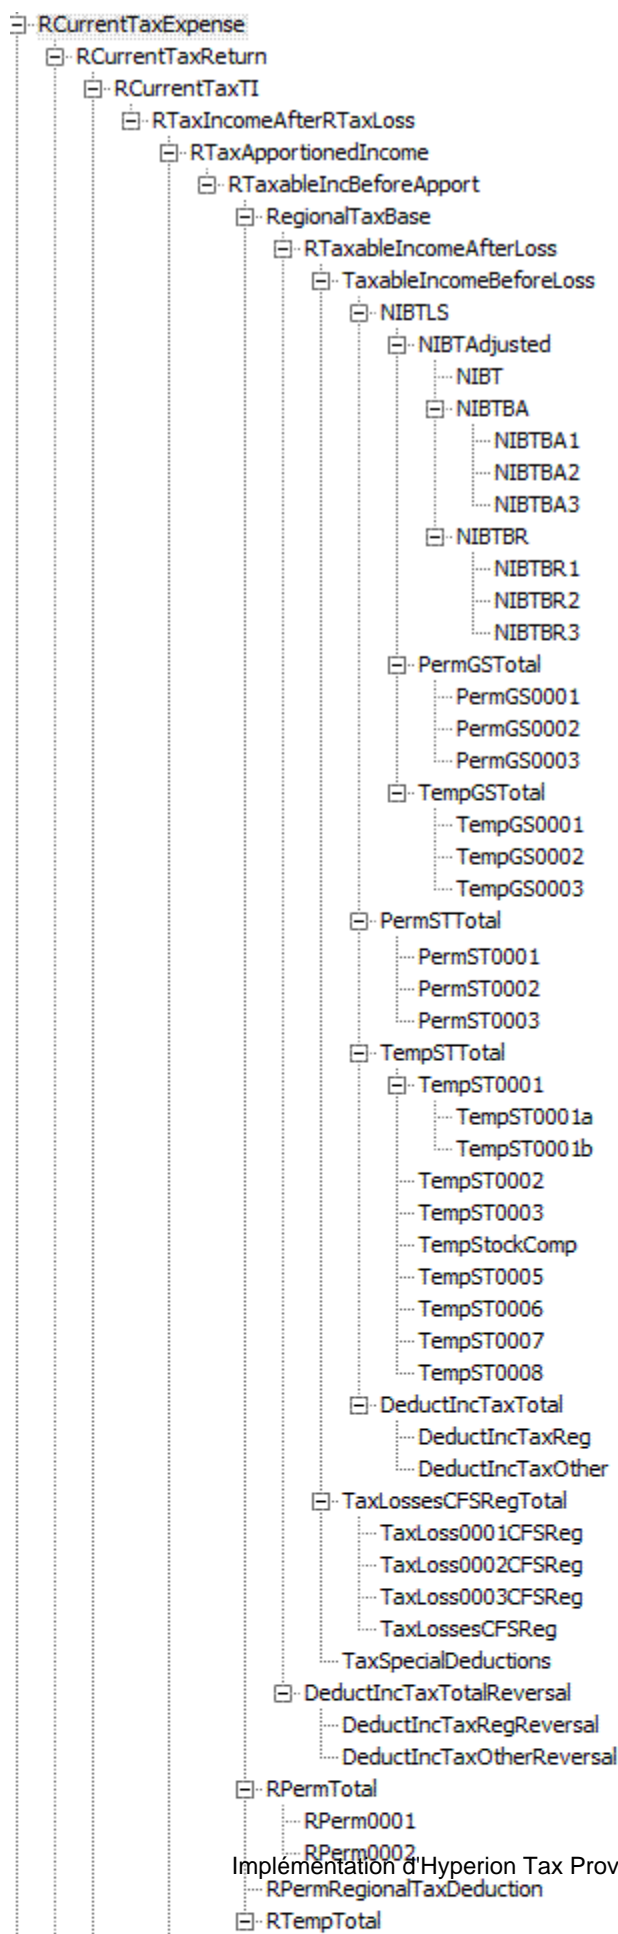 RCurrentTaxExpense
RCurrentTaxReturn
RCurrentTaxTI
RTaxIncomeAfterRTaxLoss
RTaxApportionedIncome
RTaxableIncBeforeApport
RegionalTaxBase
RTaxableIncomeAfterLoss
TaxableIncomeBeforeLoss
NIBTLS
NIBTAdjusted
NIBT
NIBTBA
NIBTBA1
NIBTBA2
NIBTBA3
NIBTBR
NIBTBR1
NIBTBR2
NIBTBR3
PermGSTotal
PermGS0001
PermGS0002
PermGS0003
TempGSTotal
TempGS0001
TempGS0002
TempGS0003
PermSTTotal
PermST0001
PermST0002
PermST0003
TempSTTotal
TempST0001
TempST0001a
TempST0001b
TempST0002
TempST0003
TempStockComp
TempST0005
TempST0006
TempST0007
TempST0008
DeductIncTaxTotal
DeductIncTaxReg
DeductIncTaxOther
TaxLossesCFSRegTotal
TaxLoss0001CFSReg
TaxLoss0002CFSReg
TaxLoss0003CFSReg
TaxLossesCFSReg
TaxSpecialDeductions
DeductIncTaxTotalReversal
DeductIncTaxRegReversal
DeductIncTaxOtherReversal
RPermTotal
RPerm0001
RPerm0002
Implémentation d'Hyperion Tax Prov
RPermRegionalTaxDeduction
RTempTotal